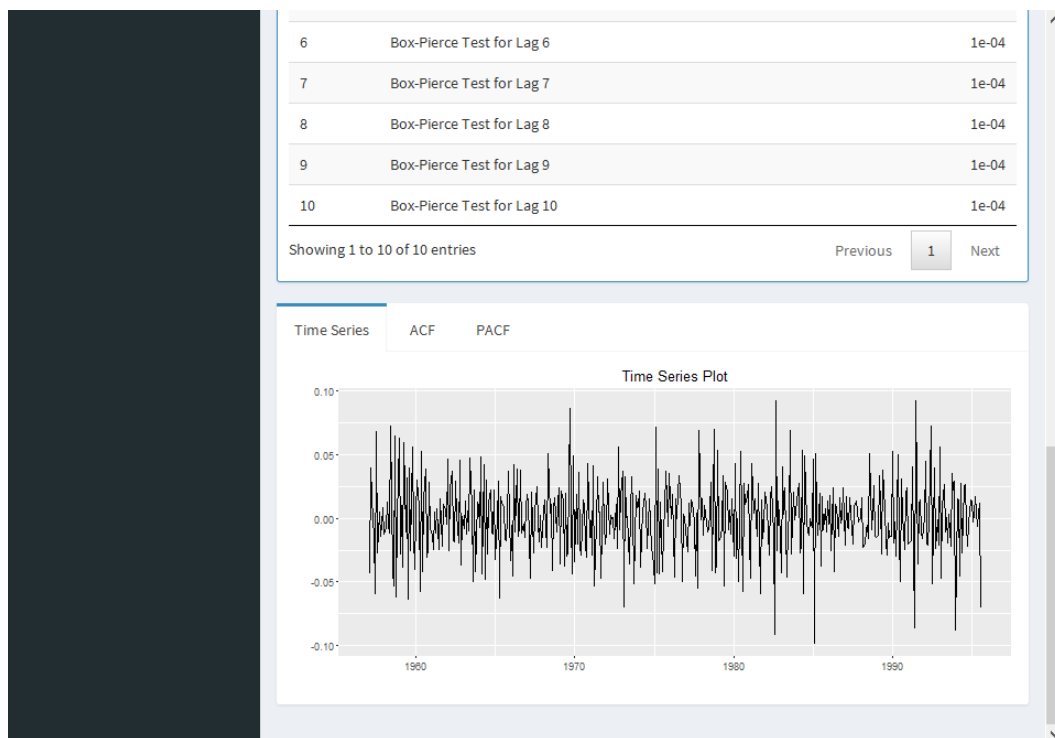 6 Box-Pierce Test for Lag 6 1e-04
7 Box-Pierce Test for Lag 7 1e-04
8 Box-Pierce Test for Lag 8 1e-04
9 Box-Pierce Test for Lag 9 1e-04
10 Box-Pierce Test for Lag 10 1e-04
Showing 1 to 10 of 10 entries Previous 1 Next
Time Series ACF PACF
Time Series Plot
0.10
0.05
0.00
-0.05
-0.10
1960 1970 1980 1990